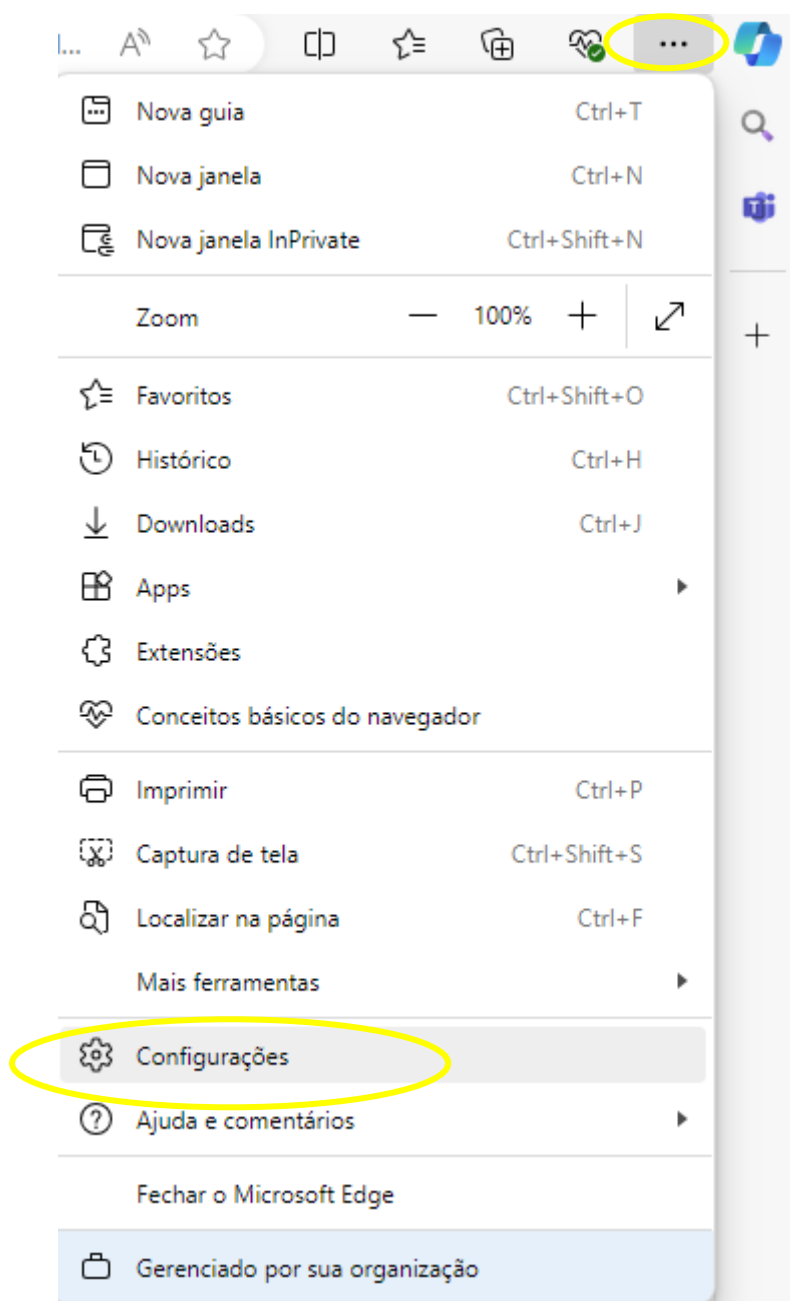 ...
Nova guia Ctrl+T
Nova janela Ctrl+N
Nova janela InPrivate Ctrl+Shift+N
Zoom 100%
Favoritos Ctrl+Shift+O
Histórico Ctrl+H
Downloads Ctrl+J
Apps
Extensões
Conceitos básicos do navegador
Imprimir Ctrl+P
Captura de tela Ctrl+Shift+S
Localizar na página Ctrl+F
Mais ferramentas
Configurações
Ajuda e comentários
Fechar o Microsoft Edge
Gerenciado por sua organização